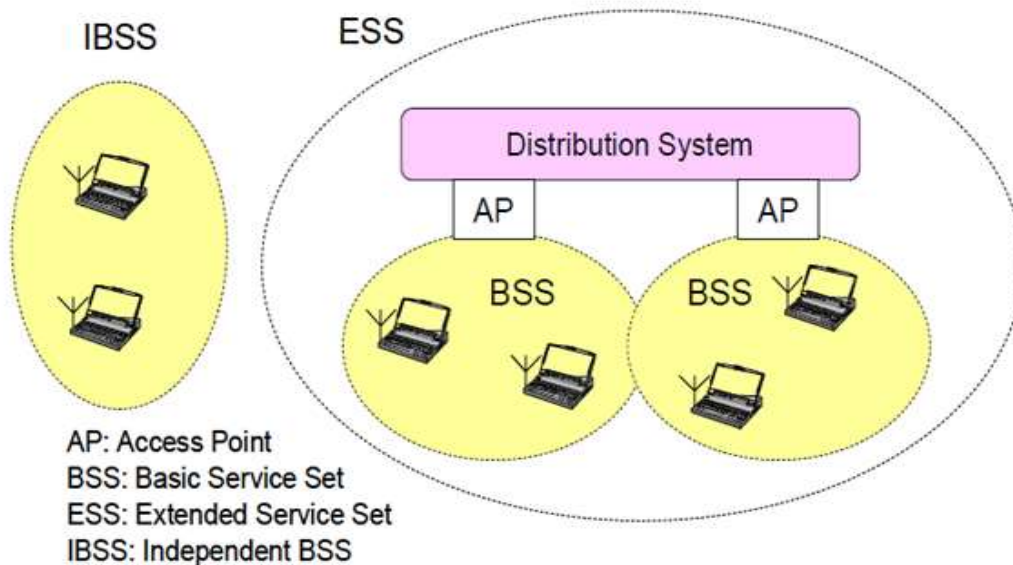 IBSS
ESS
Distribution System
AP
AP
BSS
BSS
AP: Access Point
BSS: Basic Service Set
ESS: Extended Service Set
IBSS: Independent BSS